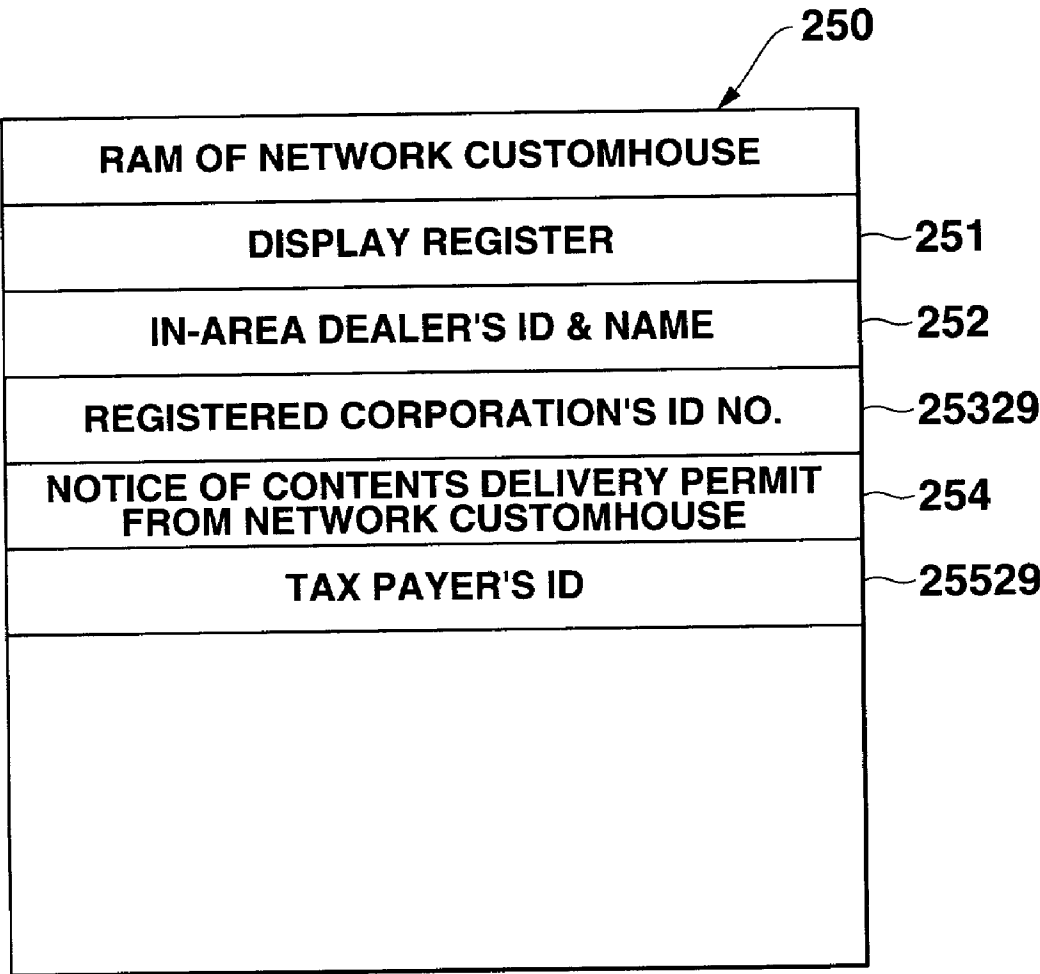 250
RAM OF NETWORK CUSTOMHOUSE
DISPLAY REGISTER
251
IN-AREA DEALER'S ID & NAME
252
REGISTERED CORPORATION'S ID NO.
25329
NOTICE OF CONTENTS DELIVERY PERMIT
FROM NETWORK CUSTOMHOUSE
254
TAX PAYER'S ID
25529